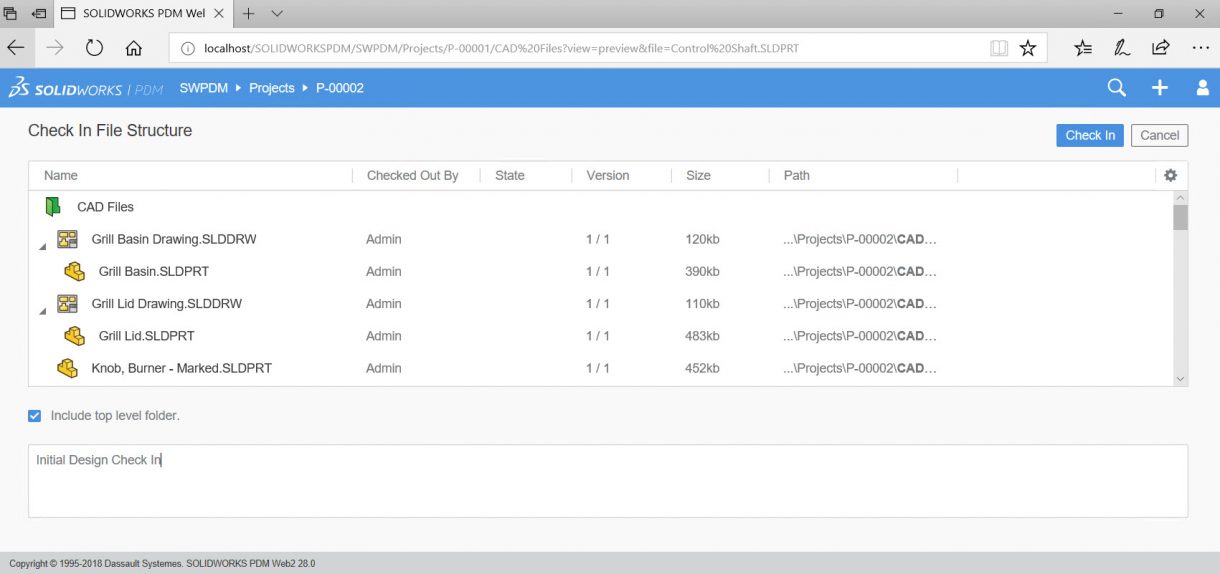 SOLIDWORKS PDM Wel
localhost/SOLIDWORKSPDM/SWPDM/Projects/P-00001/CAD%20Files?view=preview&file=Control%20Shaft.SLDPRT
SOLIDWORKS | PDM SWPDM Projects P-00002
Check In File Structure
Check In Cancel
Name Checked Out By State Version Size Path
CAD Files
Grill Basin Drawing.SLDDRW Admin 1 / 1 120kb ...\Projects\P-00002\CAD...
Grill Basin.SLDPRT Admin 1 / 1 390kb ...\Projects\P-00002\CAD...
Grill Lid Drawing.SLDDRW Admin 1 / 1 110kb ...\Projects\P-00002\CAD...
Grill Lid.SLDPRT Admin 1 / 1 483kb ...\Projects\P-00002\CAD...
Knob, Burner - Marked.SLDPRT Admin 1 / 1 452kb ...\Projects\P-00002\CAD...
Include top level folder.
Initial Design Check In
Copyright © 1995-2018 Dassault Systemes. SOLIDWORKS PDM Web2 28.0